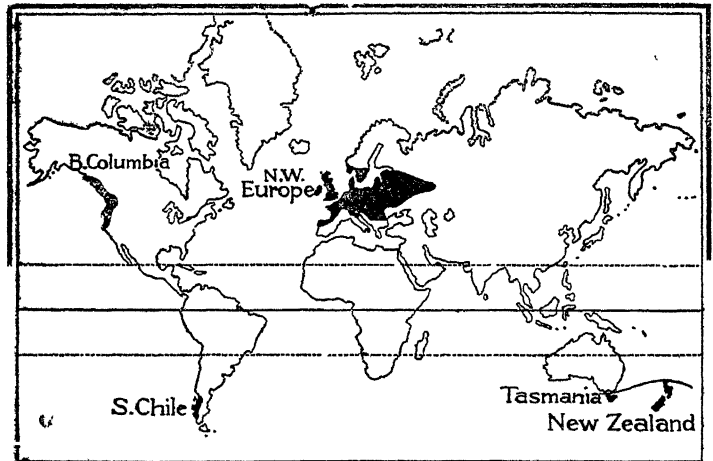 B. Columbia
N.W.
Europe
S. Chile
Tasmania
New Zealand